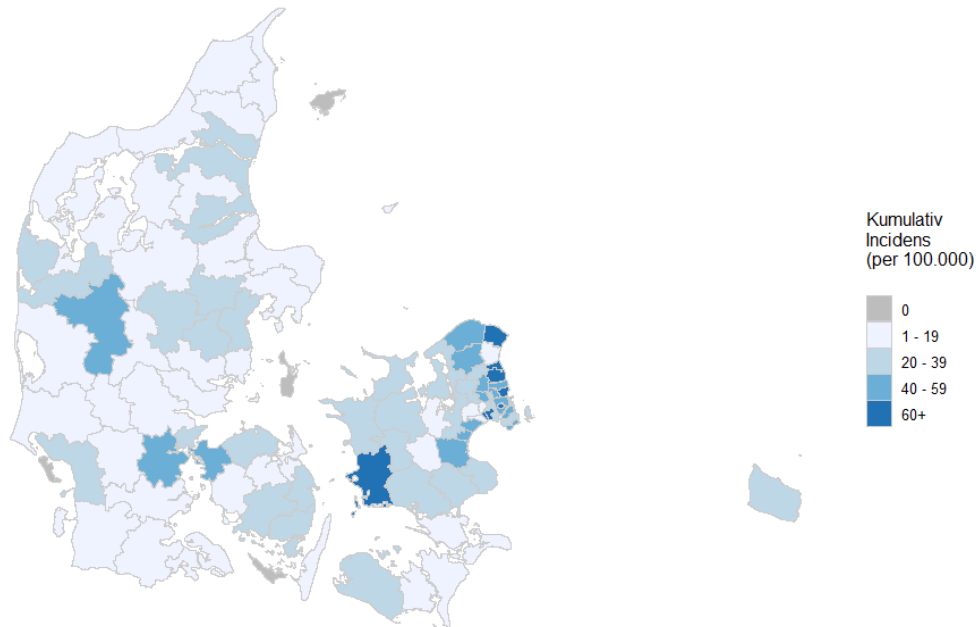 Kumulativ
Incidens
(per 100.000)
0
1 - 19
20 - 39
40 - 59
60+